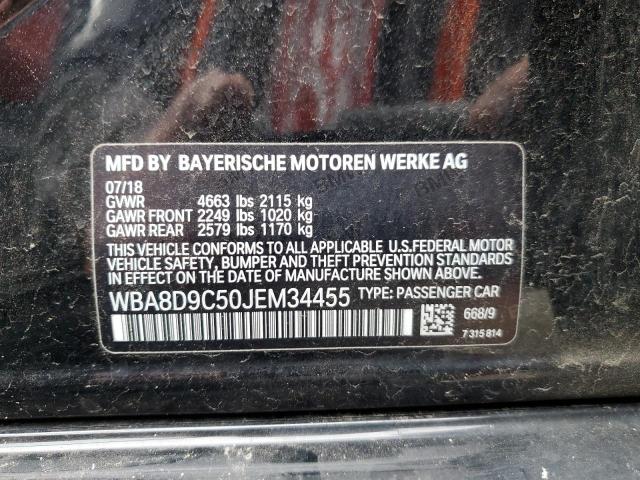 MFD BY BAYERISCHE MOTOREN WERKE AG
07/18
GVWR 4663 lbs 2115 kg
GAWR FRONT 2249 lbs 1020 kg
GAWR REAR 2579 lbs 1170 kg
THIS VEHICLE CONFORMS TO ALL APPLICABLE U.S.FEDERAL MOTOR
VEHICLE SAFETY, BUMPER AND THEFT PREVENTION STANDARDS
IN EFFECT ON THE DATE OF MANUFACTURE SHOWN ABOVE.
WBA8D9C50JEM34455 TYPE: PASSENGER CAR
668/9
7 315 814